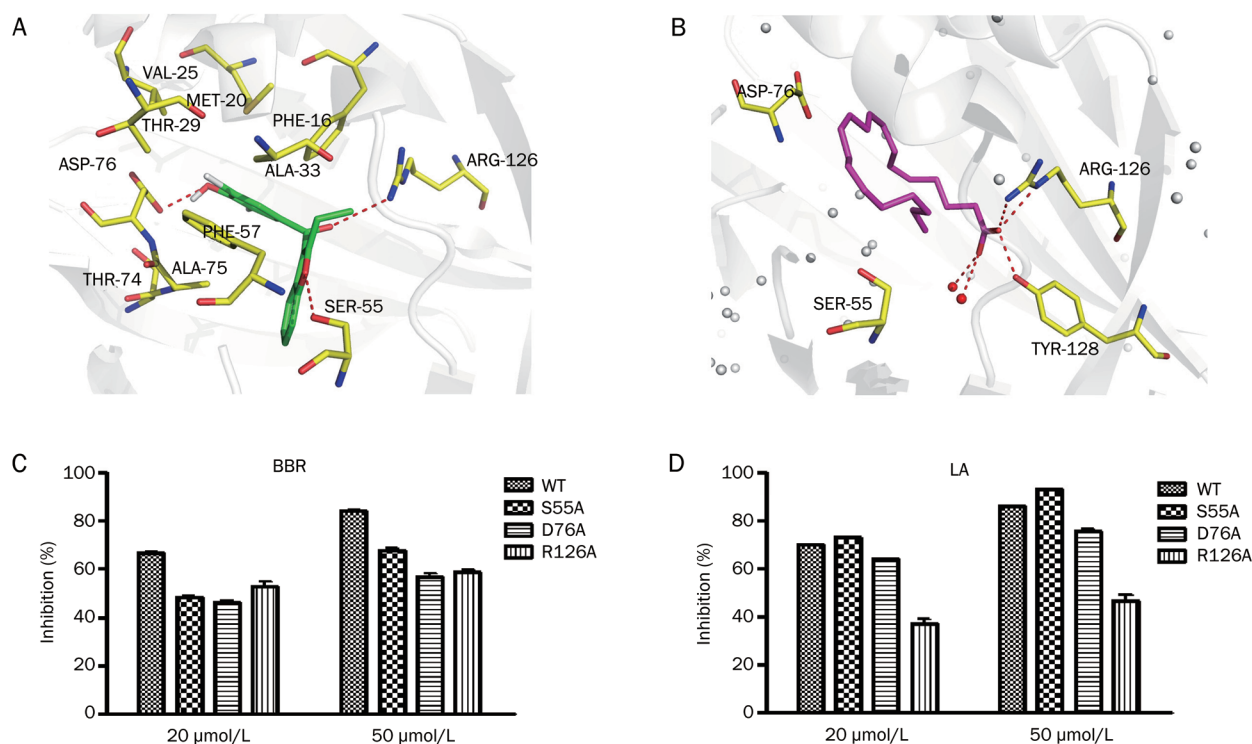 A
VAL-25
MET-20
THR-29
PHE-16
ASP-76
ALA-33
ARG-126
PHE-57
THR-74
ALA-75
SER-55
B
ASP-76
ARG-126
SER-55
TYR-128
C
BBR
Inhibition (%)
100
80
60
40
20
0
20 µmol/L
50 µmol/L
WT
S55A
D76A
R126A
D
LA
Inhibition (%)
100
80
60
40
20
0
20 µmol/L
50 µmol/L
WT
S55A
D76A
R126A